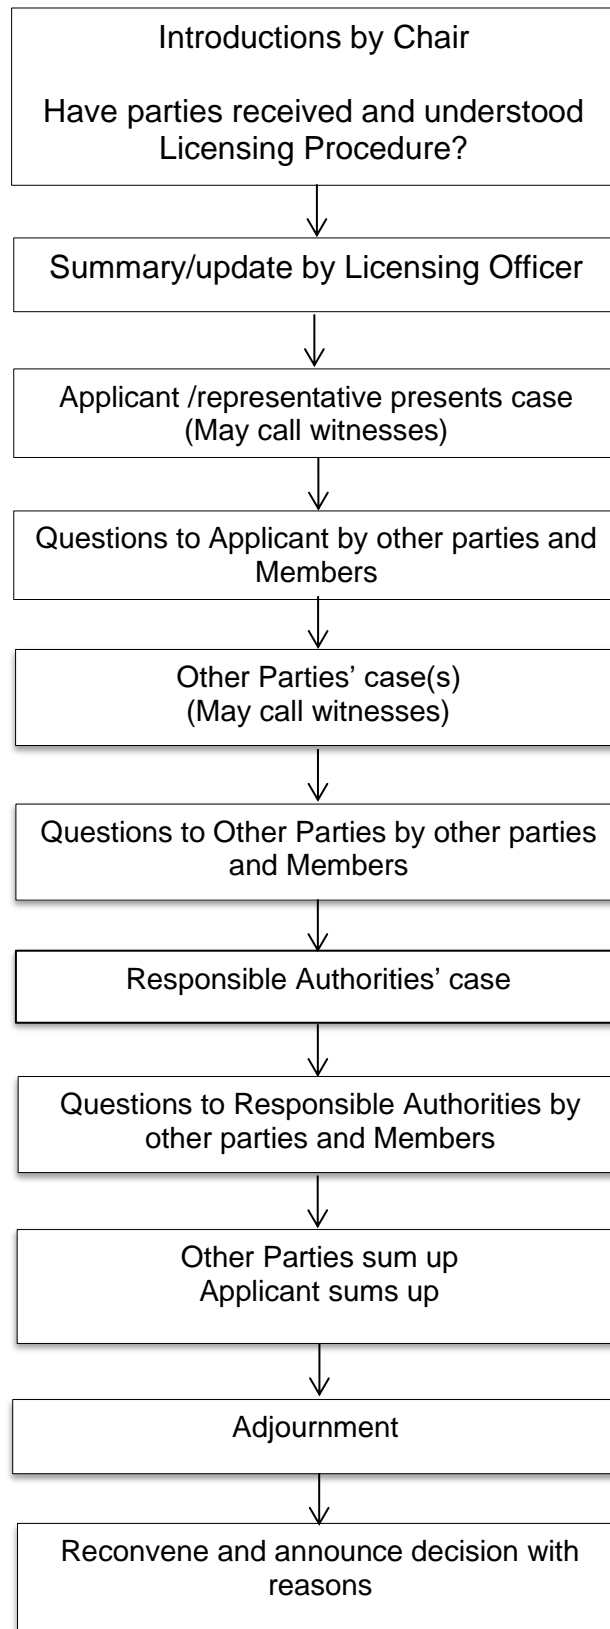 Introductions by Chair
Have parties received and understood
Licensing Procedure?
Summary/update by Licensing Officer
Applicant /representative presents case
(May call witnesses)
Questions to Applicant by other parties and
Members
Other Parties’ case(s)
(May call witnesses)
Questions to Other Parties by other parties
and Members
Responsible Authorities’ case
Questions to Responsible Authorities by
other parties and Members
Other Parties sum up
Applicant sums up
Adjournment
Reconvene and announce decision with
reasons